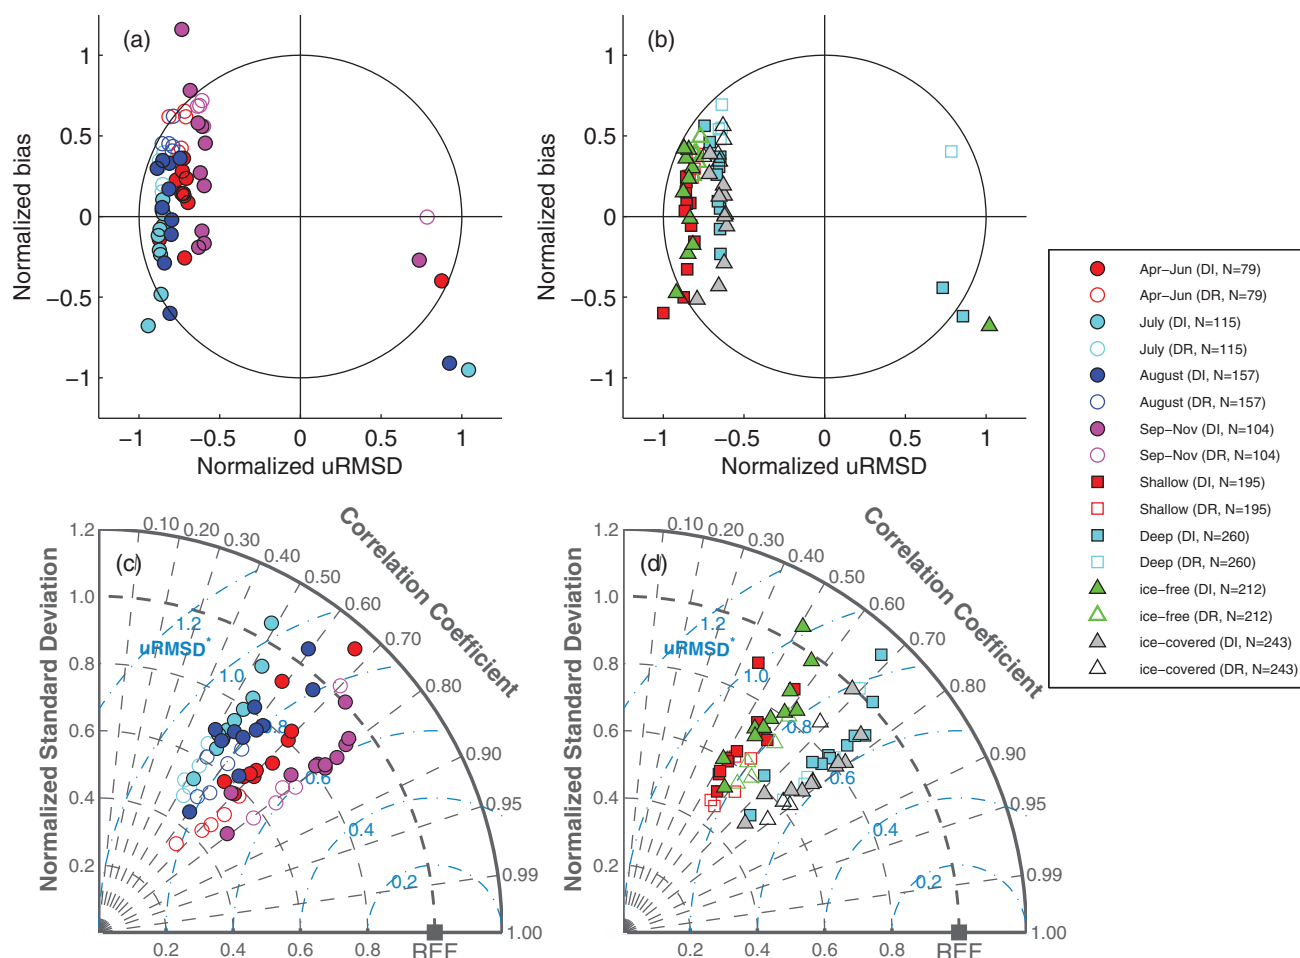 (a)
1
0.5
0
−0.5
−1
Normalized bias
−1
−0.5
0
0.5
1
Normalized uRMSD
(b)
1
0.5
0
−0.5
−1
Normalized bias
−1
−0.5
0
0.5
1
Normalized uRMSD
Apr−Jun (DI, N=79)
Apr−Jun (DR, N=79)
July (DI, N=115)
July (DR, N=115)
August (DI, N=157)
August (DR, N=157)
Sep−Nov (DI, N=104)
Sep−Nov (DR, N=104)
Shallow (DI, N=195)
Shallow (DR, N=195)
Deep (DI, N=260)
Deep (DR, N=260)
ice−free (DI, N=212)
ice−free (DR, N=212)
ice−covered (DI, N=243)
ice−covered (DR, N=243)
(c)
Normalized Standard Deviation
1.2
1.0
0.8
0.6
0.4
0.2
0.10
0.20
0.30
0.40
0.50
0.60
0.70
0.80
0.90
0.95
0.99
1.00
Correlation Coefficient
uRMSD*
1.2
1.0
0.8
0.6
0.4
0.2
0.2
0.4
0.6
0.8
REF
(d)
Normalized Standard Deviation
1.2
1.0
0.8
0.6
0.4
0.2
0.10
0.20
0.30
0.40
0.50
0.60
0.70
0.80
0.90
0.95
0.99
1.00
Correlation Coefficient
uRMSD*
1.2
1.0
0.8
0.6
0.4
0.2
0.2
0.4
0.6
0.8
REF